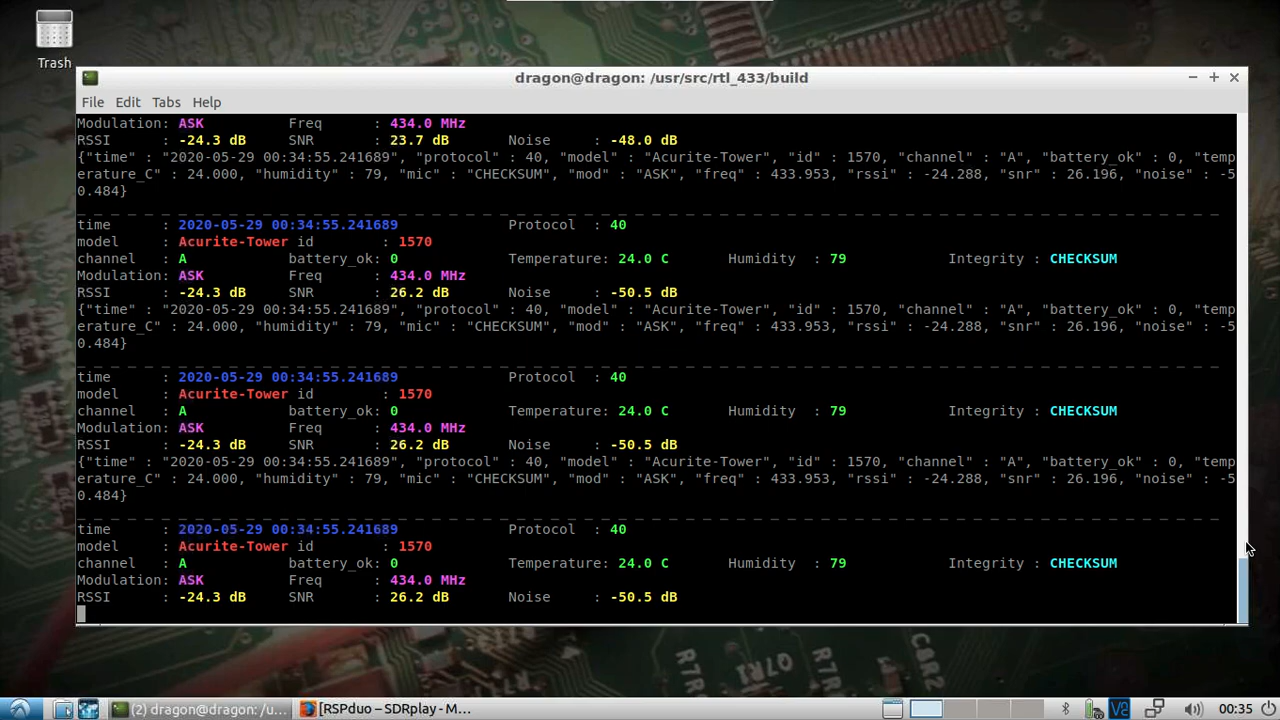 Trash
dragon@dragon: /usr/src/rtl_433/build
File Edit Tabs Help
Modulation: ASK Freq : 434.0 MHz
RSSI : -24.3 dB SNR : 23.7 dB Noise : -48.0 dB
{"time" : "2020-05-29 00:34:55.241689", "protocol" : 40, "model" : "Acurite-Tower", "id" : 1570, "channel" : "A", "battery_ok" : 0, "temp
erature_C" : 24.000, "humidity" : 79, "mic" : "CHECKSUM", "mod" : "ASK", "freq" : 433.953, "rssi" : -24.288, "snr" : 26.196, "noise" : -5
0.484}
_ _ _ _ _ _ _ _ _ _ _ _ _ _ _ _ _ _ _ _ _ _ _ _ _ _ _ _ _ _ _ _ _ _ _ _ _ _ _ _ _ _ _ _ _ _ _ _ _ _ _ _ _ _ _ _ _ _ _ _ _ _ _ _ _ _ _ _
time : 2020-05-29 00:34:55.241689 Protocol : 40
model : Acurite-Tower id : 1570
channel : A battery_ok: 0 Temperature: 24.0 C Humidity : 79 Integrity : CHECKSUM
Modulation: ASK Freq : 434.0 MHz
RSSI : -24.3 dB SNR : 26.2 dB Noise : -50.5 dB
{"time" : "2020-05-29 00:34:55.241689", "protocol" : 40, "model" : "Acurite-Tower", "id" : 1570, "channel" : "A", "battery_ok" : 0, "temp
erature_C" : 24.000, "humidity" : 79, "mic" : "CHECKSUM", "mod" : "ASK", "freq" : 433.953, "rssi" : -24.288, "snr" : 26.196, "noise" : -5
0.484}
_ _ _ _ _ _ _ _ _ _ _ _ _ _ _ _ _ _ _ _ _ _ _ _ _ _ _ _ _ _ _ _ _ _ _ _ _ _ _ _ _ _ _ _ _ _ _ _ _ _ _ _ _ _ _ _ _ _ _ _ _ _ _ _ _ _ _ _
time : 2020-05-29 00:34:55.241689 Protocol : 40
model : Acurite-Tower id : 1570
channel : A battery_ok: 0 Temperature: 24.0 C Humidity : 79 Integrity : CHECKSUM
Modulation: ASK Freq : 434.0 MHz
RSSI : -24.3 dB SNR : 26.2 dB Noise : -50.5 dB
{"time" : "2020-05-29 00:34:55.241689", "protocol" : 40, "model" : "Acurite-Tower", "id" : 1570, "channel" : "A", "battery_ok" : 0, "temp
erature_C" : 24.000, "humidity" : 79, "mic" : "CHECKSUM", "mod" : "ASK", "freq" : 433.953, "rssi" : -24.288, "snr" : 26.196, "noise" : -5
0.484}
_ _ _ _ _ _ _ _ _ _ _ _ _ _ _ _ _ _ _ _ _ _ _ _ _ _ _ _ _ _ _ _ _ _ _ _ _ _ _ _ _ _ _ _ _ _ _ _ _ _ _ _ _ _ _ _ _ _ _ _ _ _ _ _ _ _ _ _
time : 2020-05-29 00:34:55.241689 Protocol : 40
model : Acurite-Tower id : 1570
channel : A battery_ok: 0 Temperature: 24.0 C Humidity : 79 Integrity : CHECKSUM
Modulation: ASK Freq : 434.0 MHz
RSSI : -24.3 dB SNR : 26.2 dB Noise : -50.5 dB
(2) dragon@dragon: /u... [RSPduo – SDRplay - M... 00:35